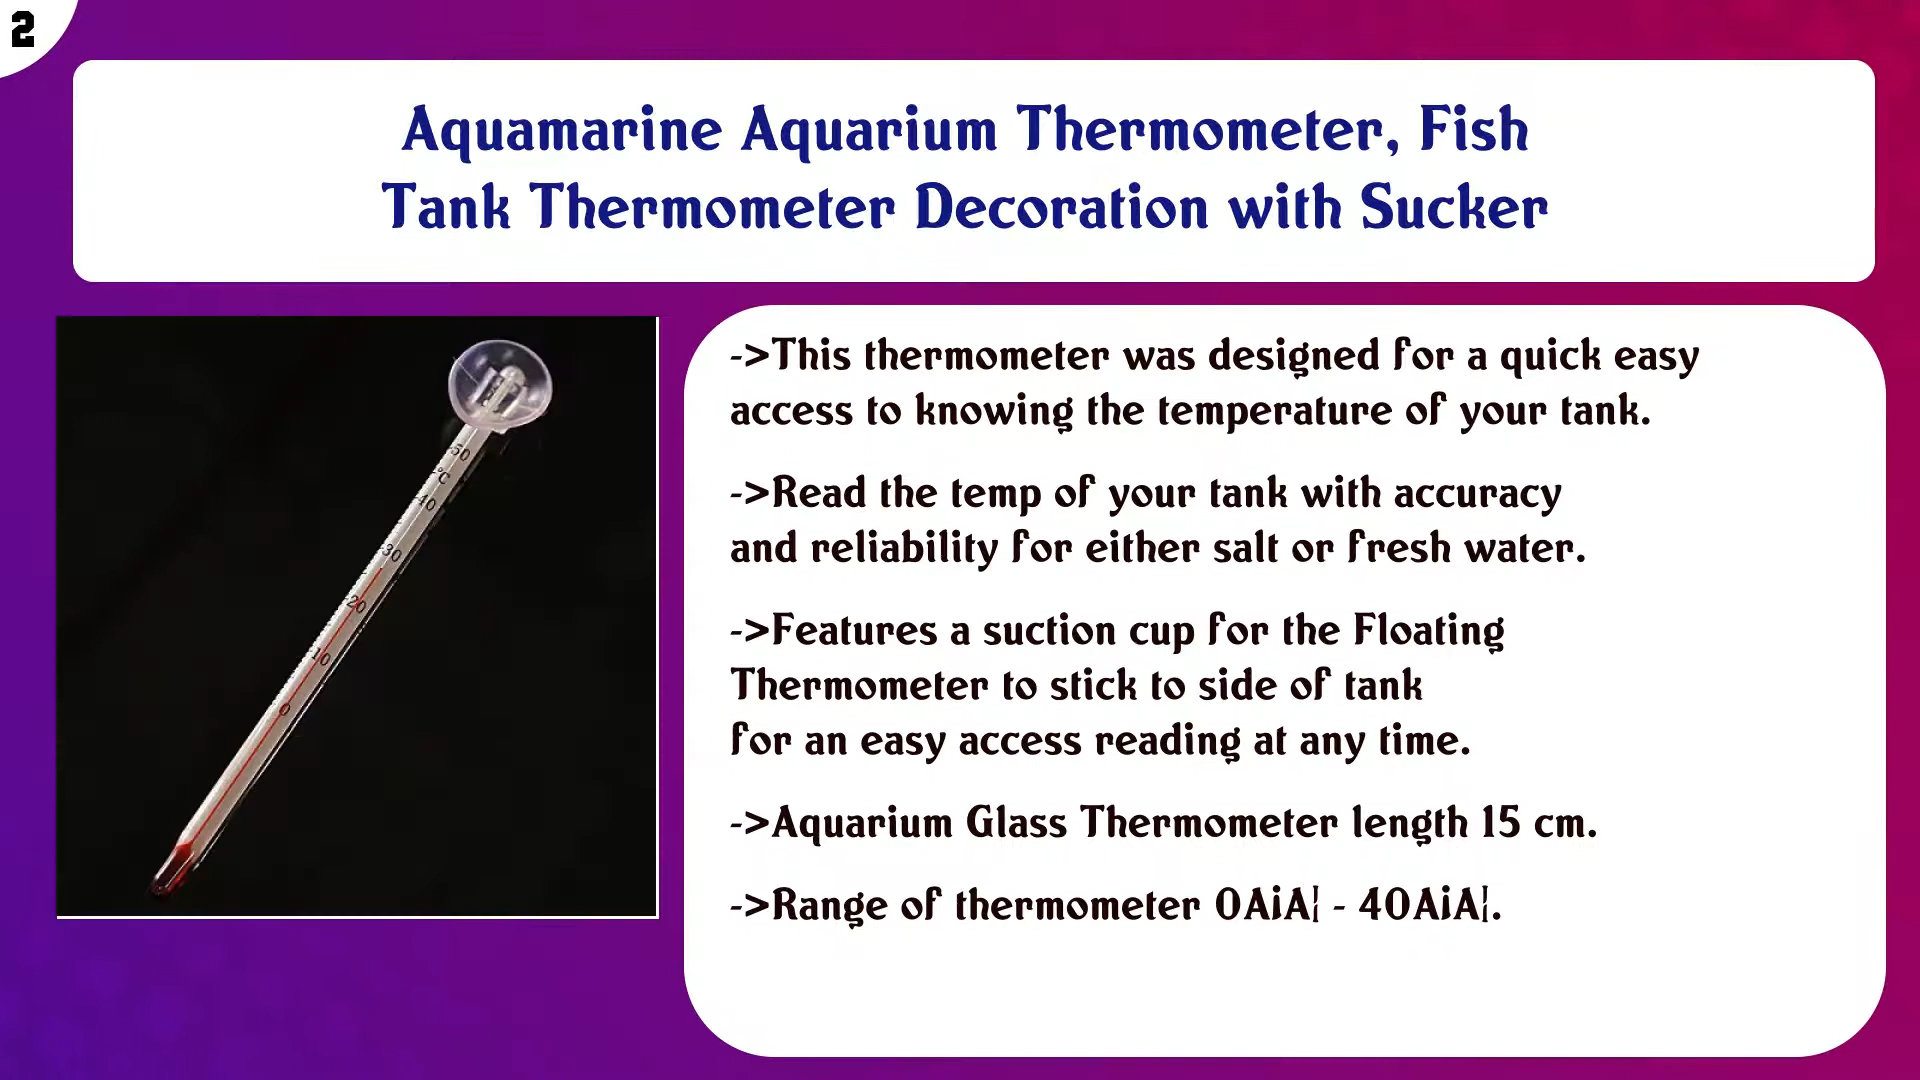 2
Aquamarine Aquarium Thermometer, Fish
Tank Thermometer Decoration with Sucker
->This thermometer was designed for a quick easy
access to knowing the temperature of your tank.
->Read the temp of your tank with accuracy
and reliability for either salt or fresh water.
->Features a suction cup for the Floating
Thermometer to stick to side of tank
for an easy access reading at any time.
->Aquarium Glass Thermometer length 15 cm.
->Range of thermometer 0AiA¦ - 40AiA¦.
50
°C
40
30
20
10
0